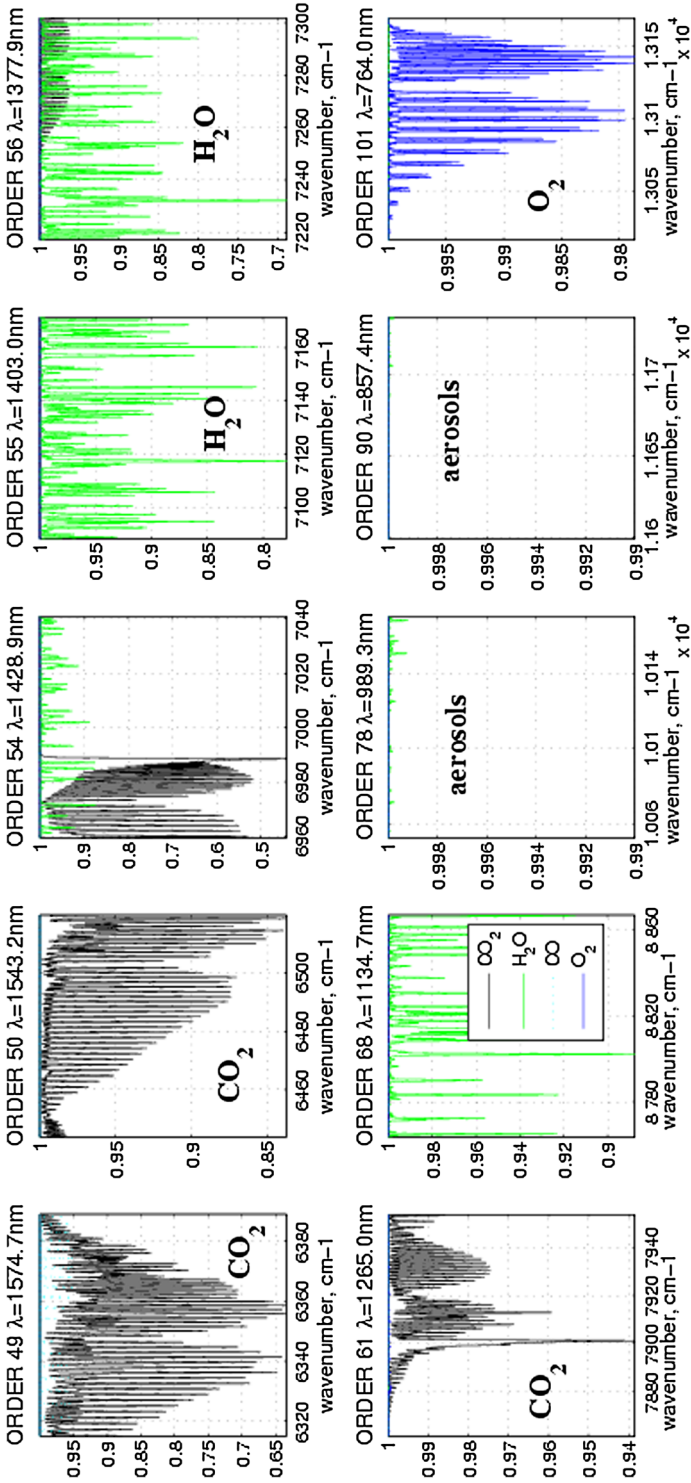 ORDER 49 λ=1574.7nm
0.95
0.9
0.85
0.8
0.75
0.7
6320 6340 6360 6380
wavenumber, cm−1
CO2
ORDER 50 λ=1543.2nm
1
0.95
0.9
0.85
6460 6480 6500
wavenumber, cm−1
CO2
ORDER 54 λ=1428.9nm
1
0.9
0.8
0.7
0.6
0.5
6960 6980 7000 7020 7040
wavenumber, cm−1
ORDER 55 λ=1403.0nm
1
0.95
0.9
0.85
0.8
7100 7120 7140 7160
wavenumber, cm−1
H2O
ORDER 56 λ=1377.9nm
1
0.95
0.9
0.85
0.8
0.75
0.7
7220 7240 7260 7280 7300
wavenumber, cm−1
H2O
ORDER 61 λ=1265.0nm
1
0.99
0.98
0.97
0.96
0.95
0.94
7880 7900 7920 7940
wavenumber, cm−1
CO2
ORDER 68 λ=1134.7nm
1
0.98
0.96
0.94
0.92
0.9
8780 8820 8860
wavenumber, cm−1
CO2
H2O
CO
O2
ORDER 78 λ=989.3nm
1
0.998
0.996
0.994
0.992
0.99
1.006 1.01 1.014
wavenumber, cm−1
x 10^4
aerosols
ORDER 90 λ=857.4nm
1
0.998
0.996
0.994
0.992
0.99
1.16 1.165 1.17
wavenumber, cm−1
x 10^4
aerosols
ORDER 101 λ=764.0nm
1
0.995
0.99
0.985
0.98
1.305 1.31 1.315
wavenumber, cm−1
x 10^4
O2